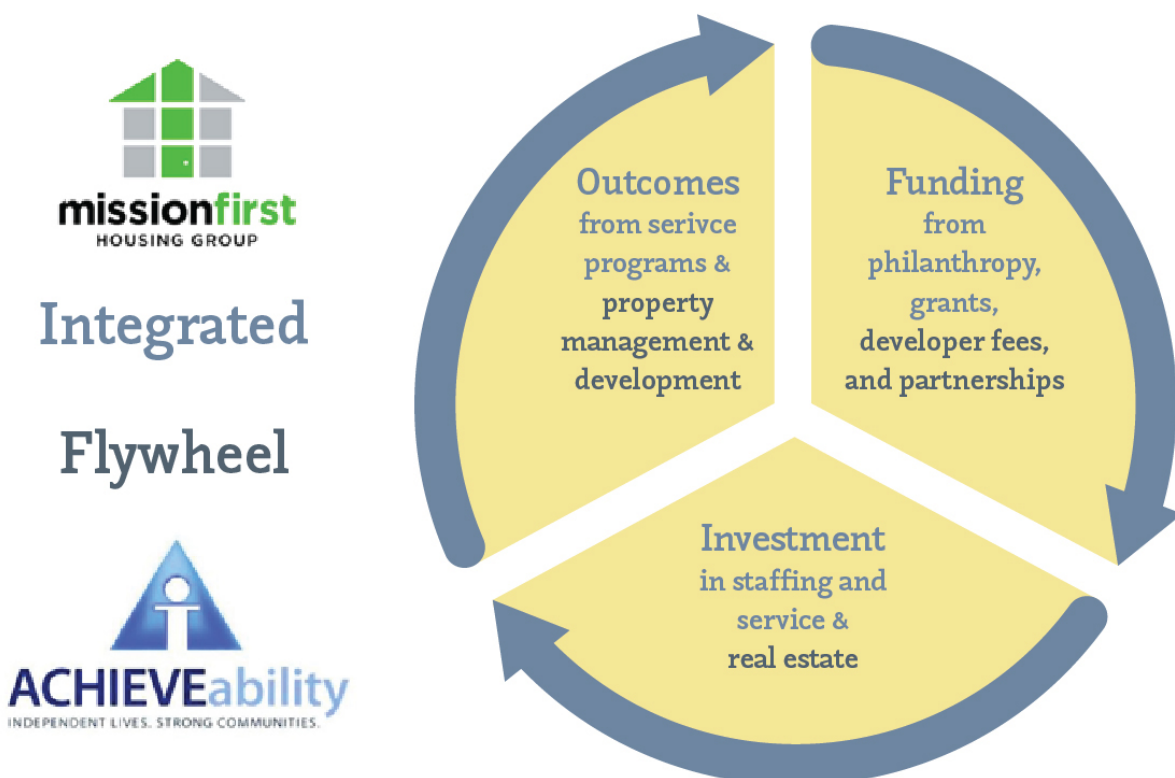 missionfirst
HOUSING GROUP
Integrated
Flywheel
ACHIEVEability
INDEPENDENT LIVES. STRONG COMMUNITIES.
Outcomes
from serivce
programs &
property
management &
development
Funding
from
philanthropy,
grants,
developer fees,
and partnerships
Investment
in staffing and
service &
real estate